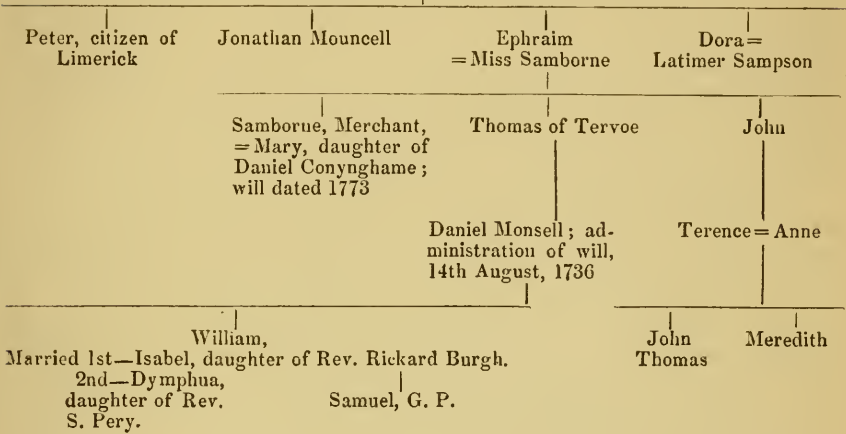 Peter, citizen of
Limerick
Jonathan Mouncell
Ephraim
=Miss Samborne
Dora=
Latimer Sampson
Samborne, Merchant,
=Mary, daughter of
Daniel Conynghame;
will dated 1773
Thomas of Tervoe
John
Daniel Monsell; ad-
ministration of will,
14th August, 1736
Terence=Anne
William,
Married 1st—Isabel, daughter of Rev. Rickard Burgh.
2nd—Dymphua,
daughter of Rev.
S. Pery.
Samuel, G. P.
John
Thomas
Meredith